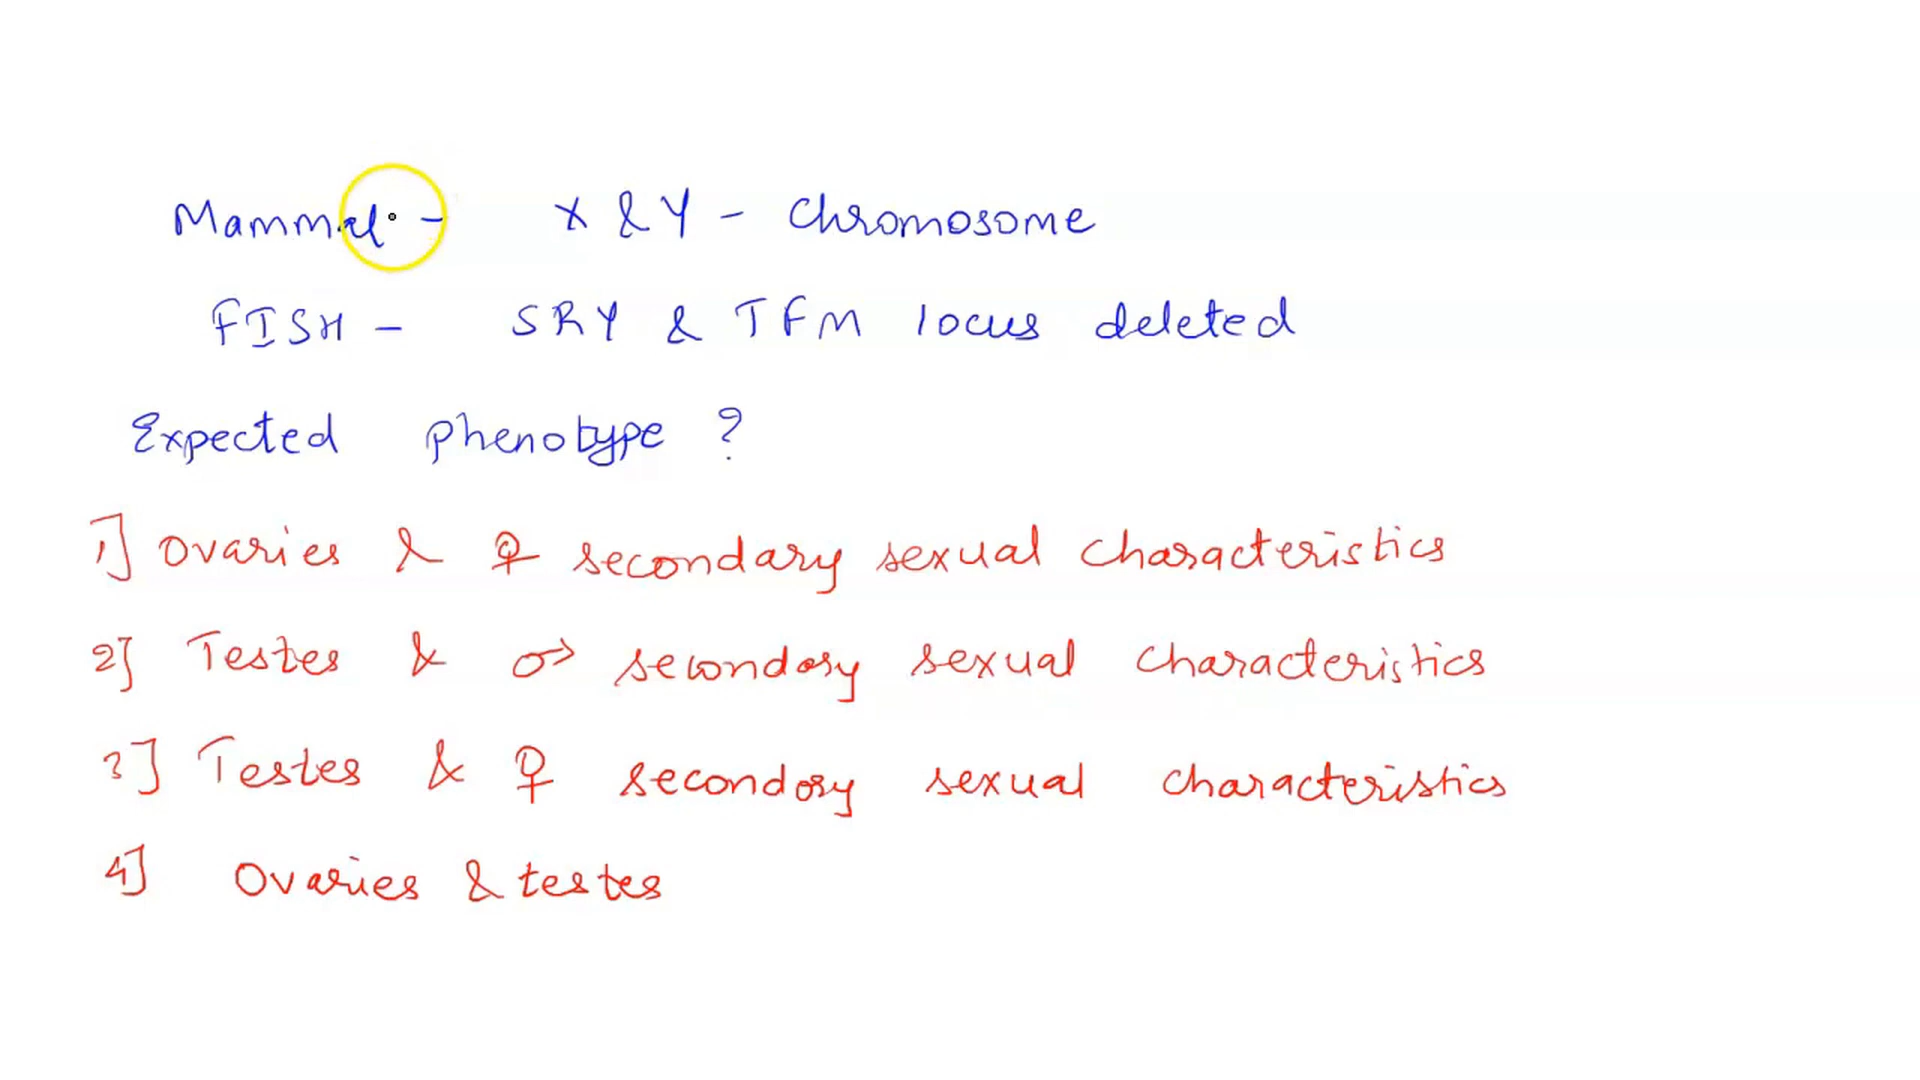 Mammal - X & Y - Chromosome
FISH - SRY & TFM locus deleted
Expected phenotype ?
1] Ovaries & ♀ secondary sexual characteristics
2] Testes & ♂ secondary sexual characteristics
3] Testes & ♀ secondary sexual characteristics
4] Ovaries & testes